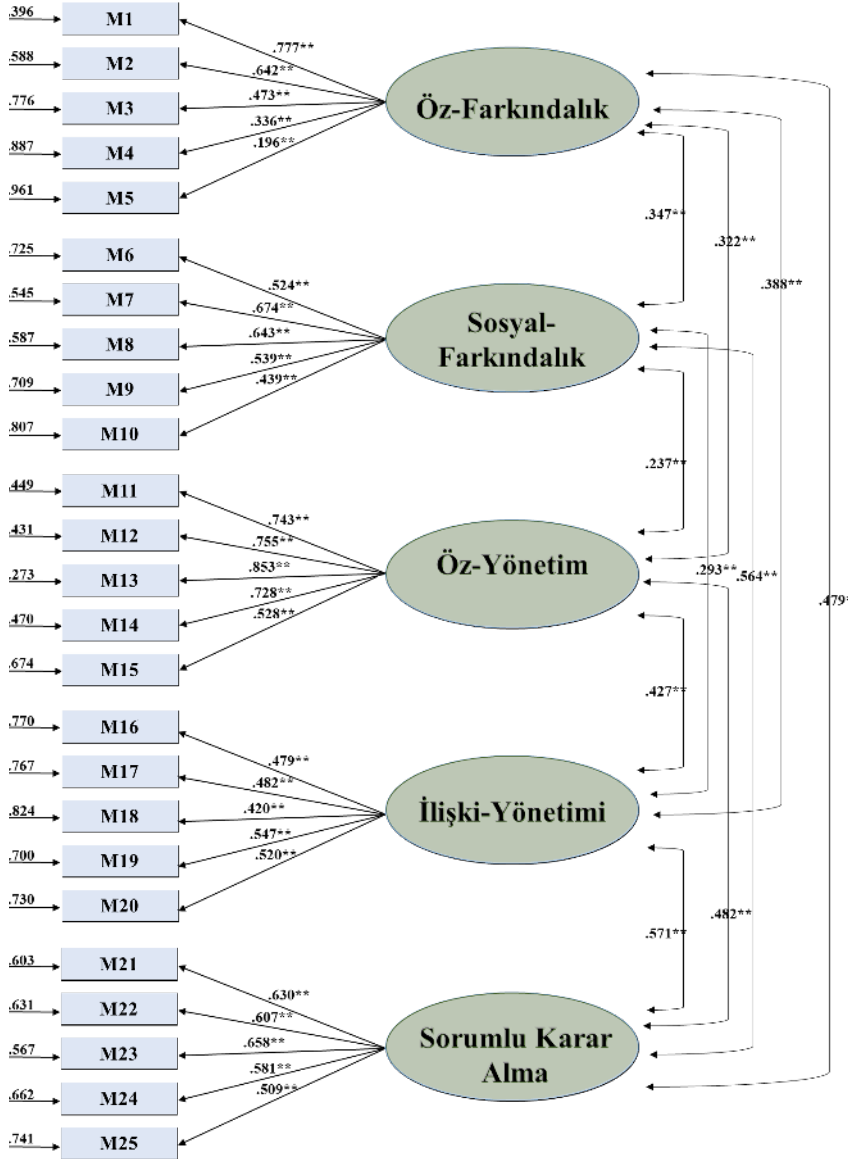 .396
M1
.777**
.588
M2
.642**
.776
M3
.473**
.887
M4
.336**
.961
M5
.196**
Öz-Farkındalık
.347**
.322**
.388**
.725
M6
.524**
.545
M7
.674**
.587
M8
.643**
.709
M9
.539**
.807
M10
.439**
Sosyal-
Farkındalık
.237**
.293**
.564**
.479*
.449
M11
.743**
.431
M12
.755**
.273
M13
.853**
.470
M14
.728**
.674
M15
.528**
Öz-Yönetim
.427**
.770
M16
.479**
.767
M17
.482**
.824
M18
.420**
.700
M19
.547**
.730
M20
.520**
İlişki-Yönetimi
.571**
.482**
.603
M21
.630**
.631
M22
.607**
.567
M23
.658**
.662
M24
.581**
.741
M25
.509**
Sorumlu Karar
Alma